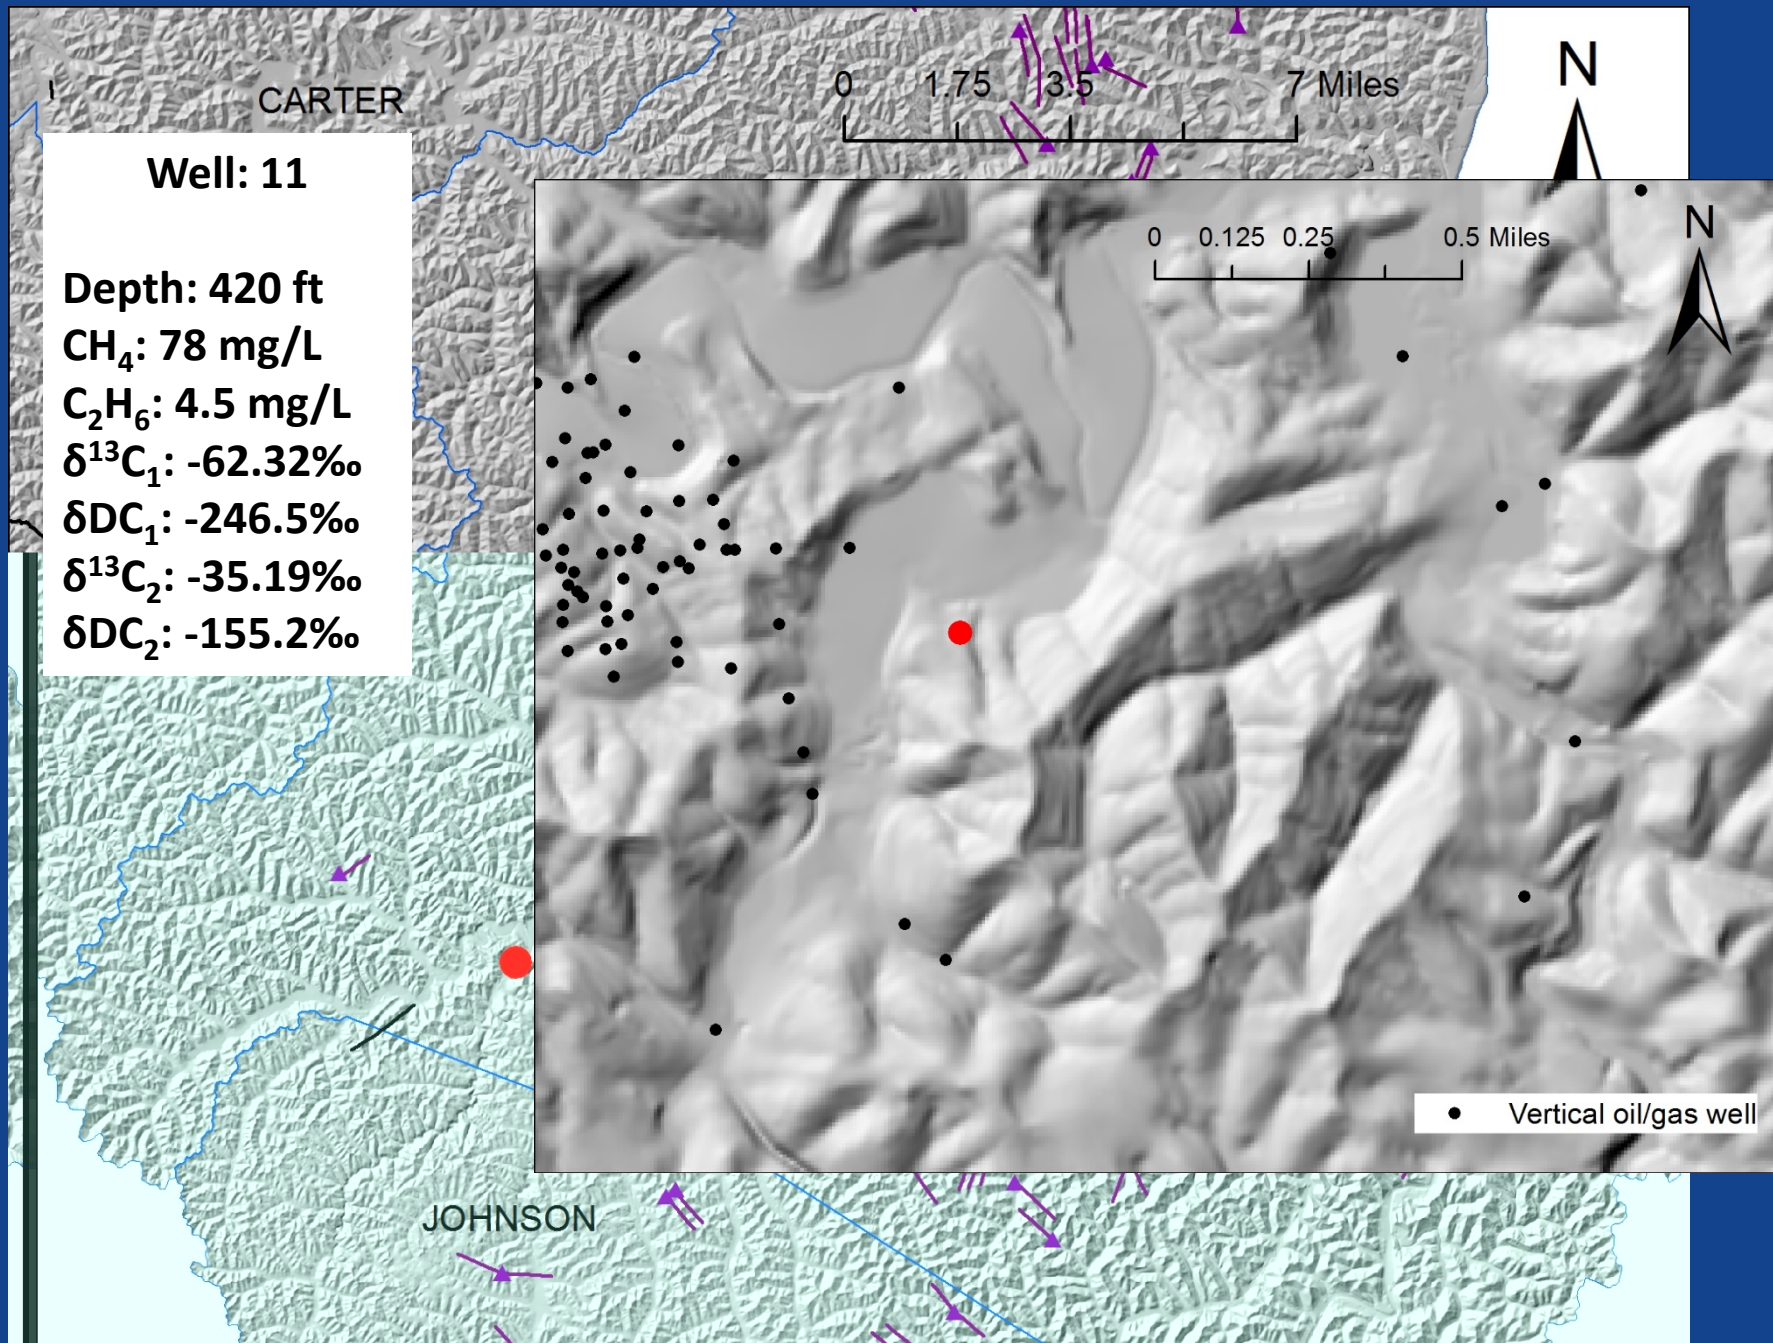 CARTER
0 1.75 3.5 7 Miles
N
Well: 11
Depth: 420 ft
CH₄: 78 mg/L
C₂H₆: 4.5 mg/L
δ¹³C₁: -62.32‰
δDC₁: -246.5‰
δ¹³C₂: -35.19‰
δDC₂: -155.2‰
0 0.125 0.25 0.5 Miles
N
Vertical oil/gas well
JOHNSON